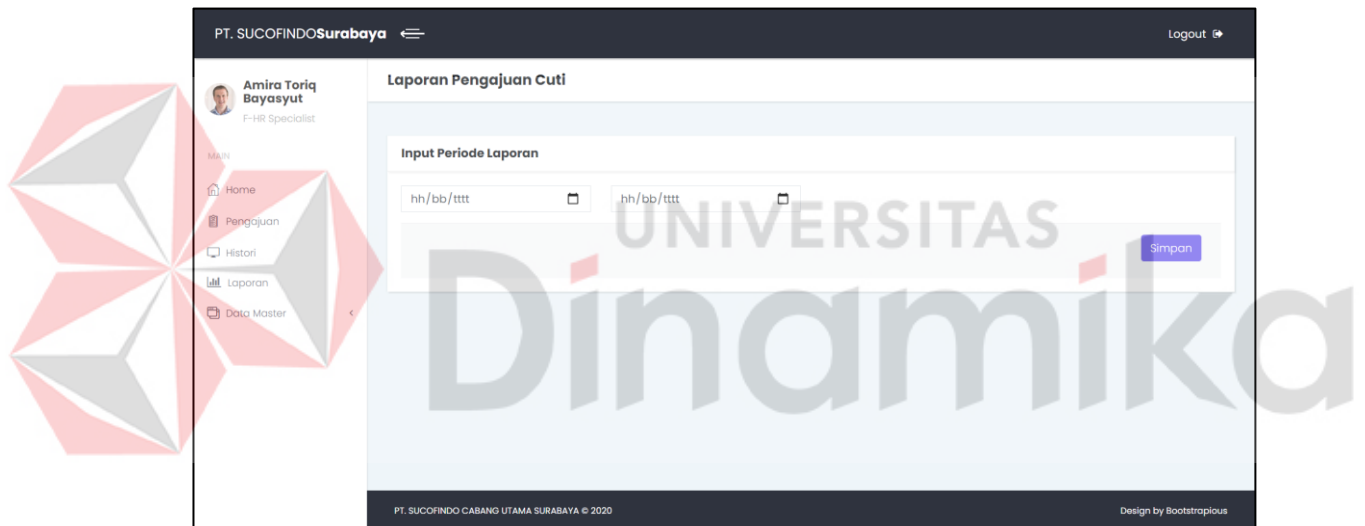 PT. SUCOFINDOSurabaya
Logout
Amira Toriq
Bayasyut
F-HR Specialist
MAIN
Home
Pengajuan
Histori
Laporan
Data Master
Laporan Pengajuan Cuti
Input Periode Laporan
hh/bb/tttt
hh/bb/tttt
Simpan
UNIVERSITAS
Dinamika
PT. SUCOFINDO CABANG UTAMA SURABAYA © 2020
Design by Bootstrapious